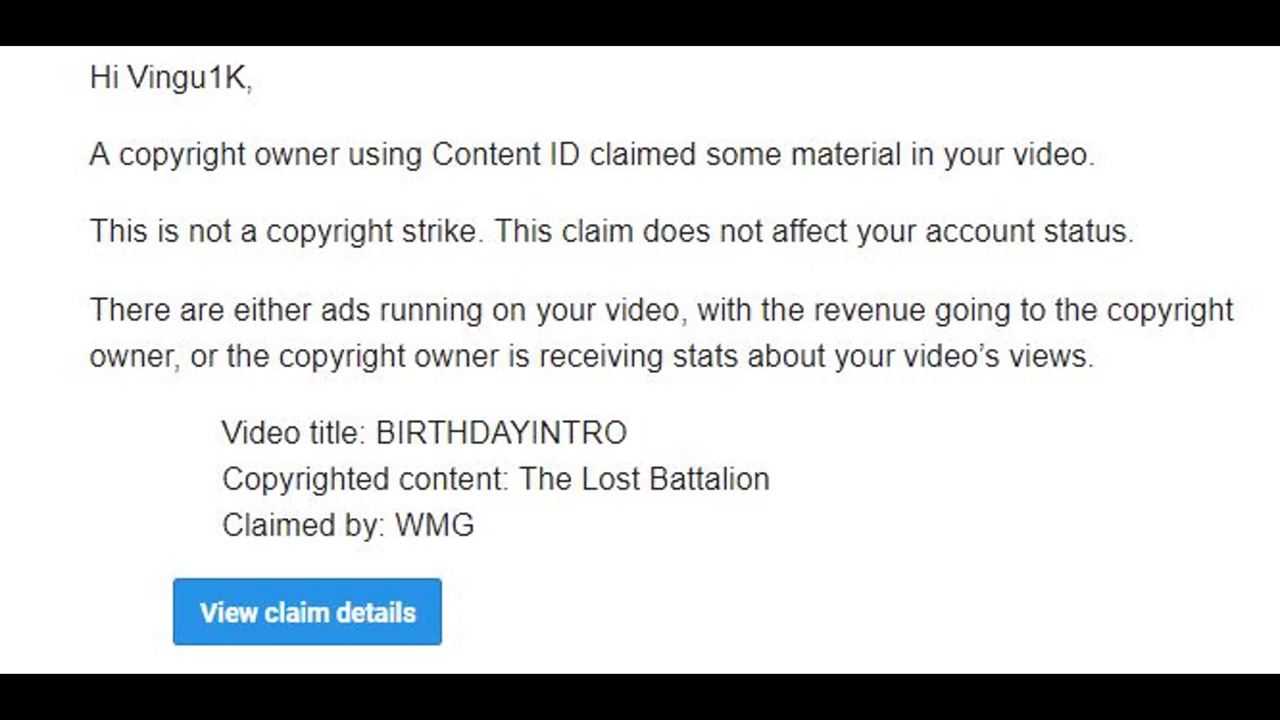 Hi Vingu1K,
A copyright owner using Content ID claimed some material in your video.
This is not a copyright strike. This claim does not affect your account status.
There are either ads running on your video, with the revenue going to the copyright
owner, or the copyright owner is receiving stats about your video’s views.
Video title: BIRTHDAYINTRO
Copyrighted content: The Lost Battalion
Claimed by: WMG
View claim details